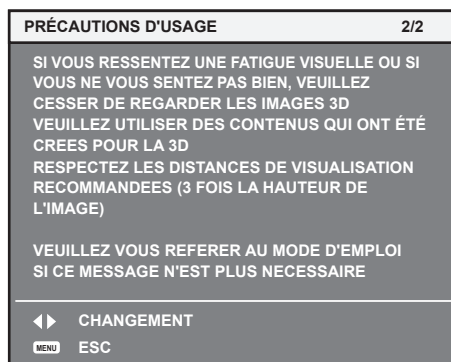 PRÉCAUTIONS D'USAGE 2/2
SI VOUS RESSENTEZ UNE FATIGUE VISUELLE OU SI
VOUS NE VOUS SENTEZ PAS BIEN, VEUILLEZ
CESSER DE REGARDER LES IMAGES 3D
VEUILLEZ UTILISER DES CONTENUS QUI ONT ÉTÉ
CREES POUR LA 3D
RESPECTEZ LES DISTANCES DE VISUALISATION
RECOMMANDEES (3 FOIS LA HAUTEUR DE
L'IMAGE)
VEUILLEZ VOUS REFERER AU MODE D'EMPLOI
SI CE MESSAGE N'EST PLUS NECESSAIRE
CHANGEMENT
MENU ESC